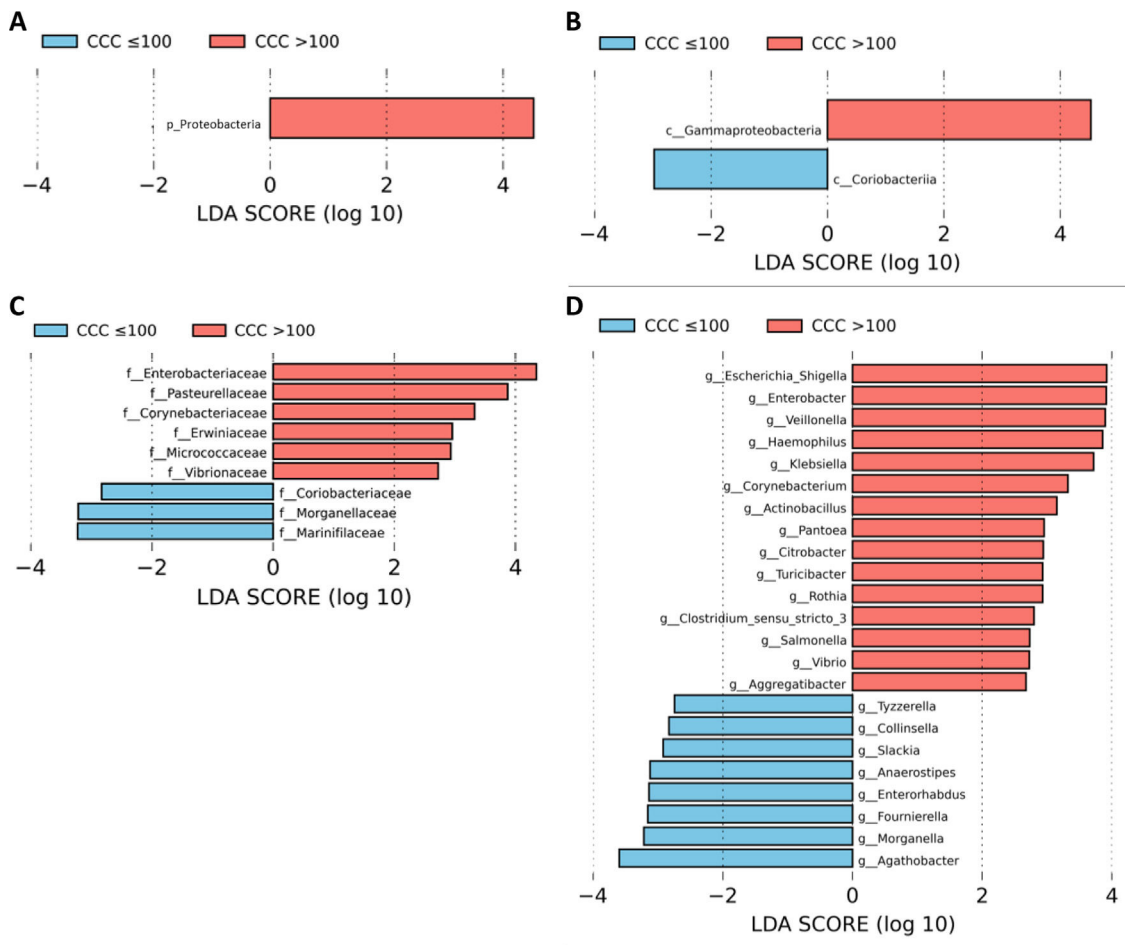 A
CCC ≤100 CCC >100
p_Proteobacteria
−4 −2 0 2 4
LDA SCORE (log 10)
B
CCC ≤100 CCC >100
c__Gammaproteobacteria
c__Coriobacteriia
−4 −2 0 2 4
LDA SCORE (log 10)
C
CCC ≤100 CCC >100
f__Enterobacteriaceae
f__Pasteurellaceae
f__Corynebacteriaceae
f__Erwiniaceae
f__Micrococcaceae
f__Vibrionaceae
f__Coriobacteriaceae
f__Morganellaceae
f__Marinifilaceae
−4 −2 0 2 4
LDA SCORE (log 10)
D
CCC ≤100 CCC >100
g__Escherichia_Shigella
g__Enterobacter
g__Veillonella
g__Haemophilus
g__Klebsiella
g__Corynebacterium
g__Actinobacillus
g__Pantoea
g__Citrobacter
g__Turicibacter
g__Rothia
g__Clostridium_sensu_stricto_3
g__Salmonella
g__Vibrio
g__Aggregatibacter
g__Tyzzerella
g__Collinsella
g__Slackia
g__Anaerostipes
g__Enterorhabdus
g__Fournierella
g__Morganella
g__Agathobacter
−4 −2 0 2 4
LDA SCORE (log 10)